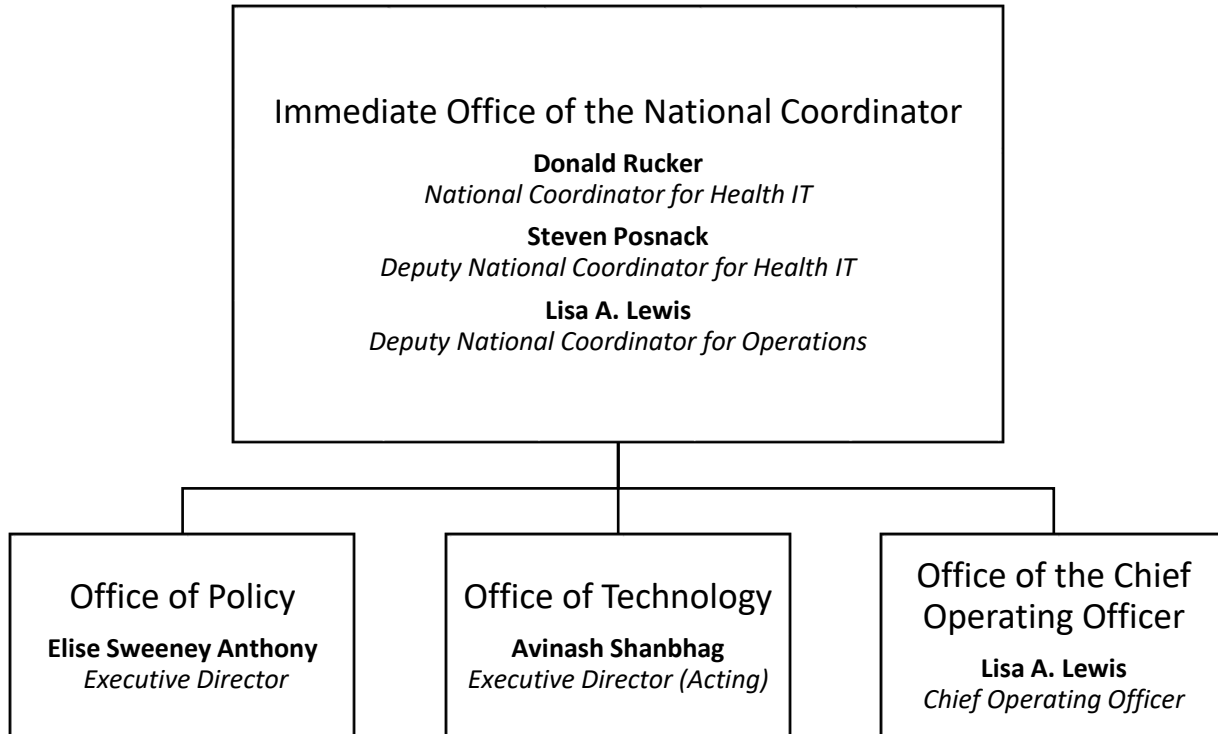 Immediate Office of the National Coordinator
Donald Rucker
National Coordinator for Health IT
Steven Posnack
Deputy National Coordinator for Health IT
Lisa A. Lewis
Deputy National Coordinator for Operations
Office of Policy
Elise Sweeney Anthony
Executive Director
Office of Technology
Avinash Shanbhag
Executive Director (Acting)
Office of the Chief
Operating Officer
Lisa A. Lewis
Chief Operating Officer